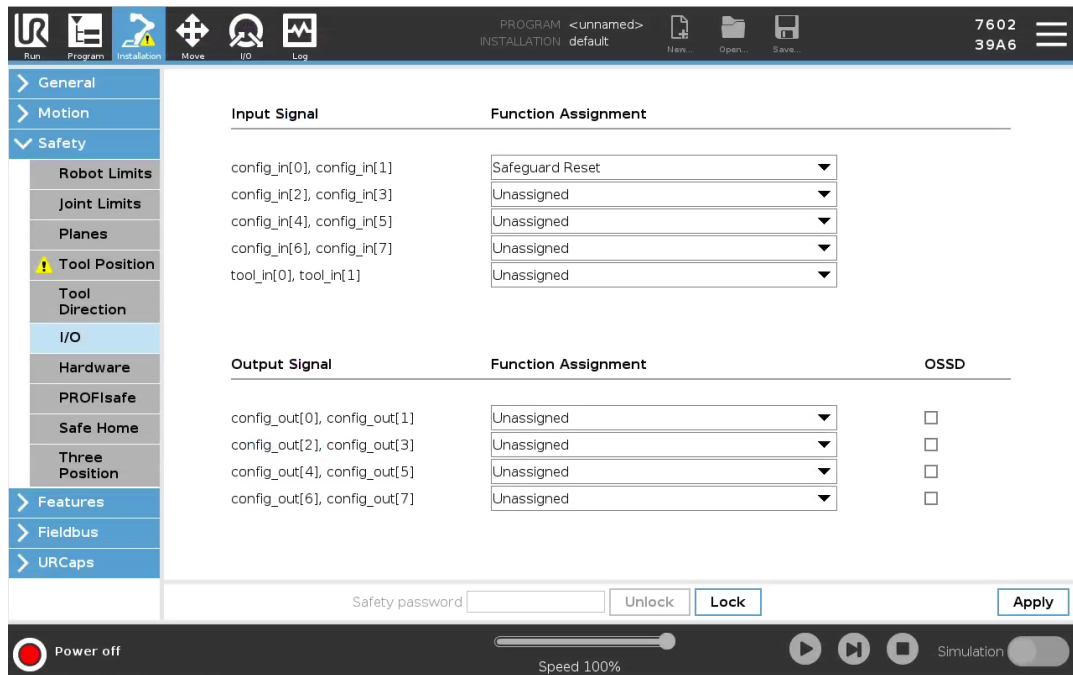 UR
PROGRAM <unnamed>
INSTALLATION default
7602
39A6
Run Program Installation Move I/O Log New... Open... Save...
General
Motion
Safety
Robot Limits
Joint Limits
Planes
Tool Position
Tool
Direction
I/O
Hardware
PROFIsafe
Safe Home
Three
Position
Features
Fieldbus
URCaps
Input Signal Function Assignment
config_in[0], config_in[1] Safeguard Reset
config_in[2], config_in[3] Unassigned
config_in[4], config_in[5] Unassigned
config_in[6], config_in[7] Unassigned
tool_in[0], tool_in[1] Unassigned
Output Signal Function Assignment OSSD
config_out[0], config_out[1] Unassigned
config_out[2], config_out[3] Unassigned
config_out[4], config_out[5] Unassigned
config_out[6], config_out[7] Unassigned
Safety password Unlock Lock Apply
Power off
Speed 100%
Simulation